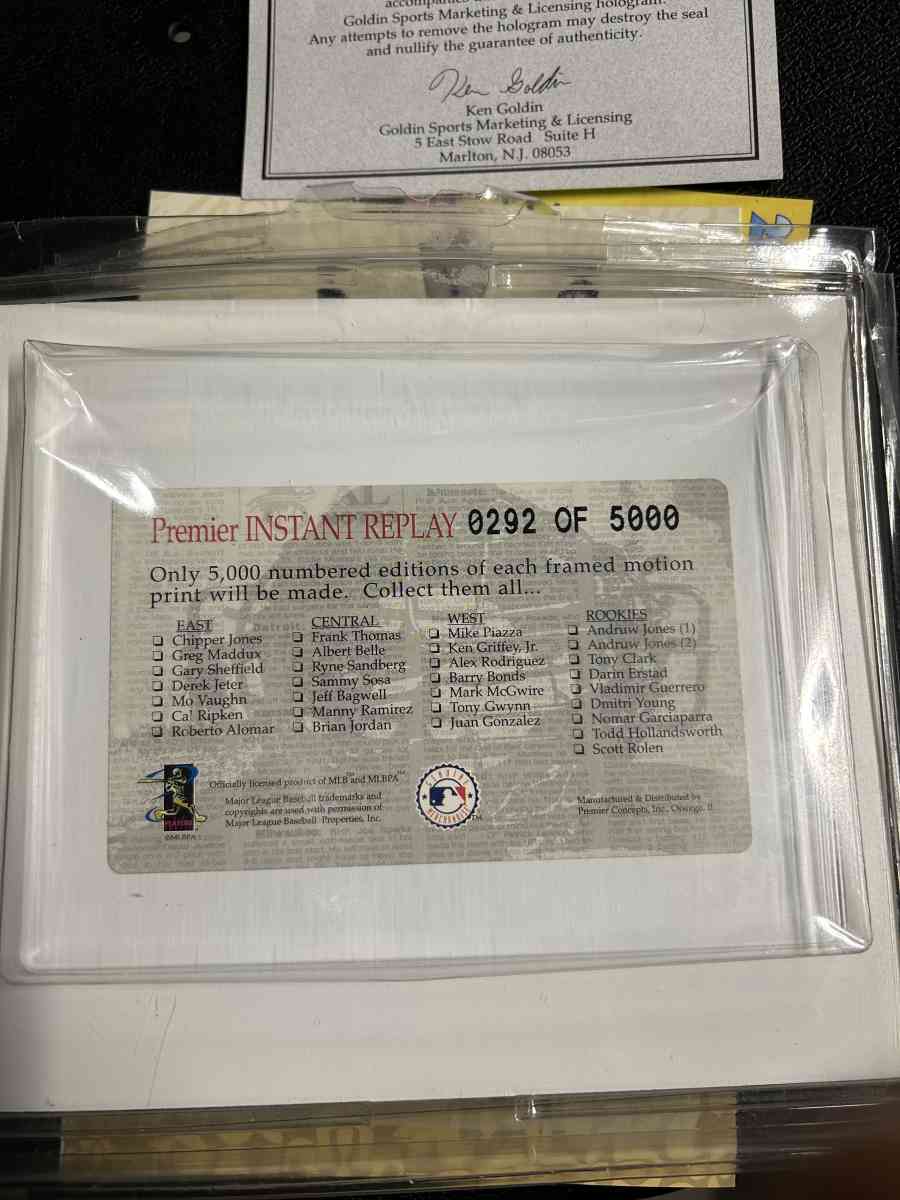 accompanies
Goldin Sports Marketing & Licensing hologram.
Any attempts to remove the hologram may destroy the seal
and nullify the guarantee of authenticity.
Ken Goldin
Ken Goldin
Goldin Sports Marketing & Licensing
5 East Stow Road Suite H
Marlton, N.J. 08053
Premier INSTANT REPLAY 0292 OF 5000
Only 5,000 numbered editions of each framed motion
print will be made. Collect them all...
EAST
❏ Chipper Jones
❏ Greg Maddux
❏ Gary Sheffield
❏ Derek Jeter
❏ Mo Vaughn
❏ Cal Ripken
❏ Roberto Alomar
CENTRAL
❏ Frank Thomas
❏ Albert Belle
❏ Ryne Sandberg
❏ Sammy Sosa
❏ Jeff Bagwell
❏ Manny Ramirez
❏ Brian Jordan
WEST
❏ Mike Piazza
❏ Ken Griffey, Jr.
❏ Alex Rodriguez
❏ Barry Bonds
❏ Mark McGwire
❏ Tony Gwynn
❏ Juan Gonzalez
ROOKIES
❏ Andruw Jones (1)
❏ Andruw Jones (2)
❏ Tony Clark
❏ Darin Erstad
❏ Vladimir Guerrero
❏ Dmitri Young
❏ Nomar Garciaparra
❏ Todd Hollandsworth
❏ Scott Rolen
PLAYERS
©MLBPA
Officially licensed product of MLB and MLBPA™
Major League Baseball trademarks and
copyrights are used with permission of
Major League Baseball Properties, Inc.
GENUINE
MERCHANDISE
TM
Manufactured & Distributed by
Premier Concepts, Inc., Oswego, Il